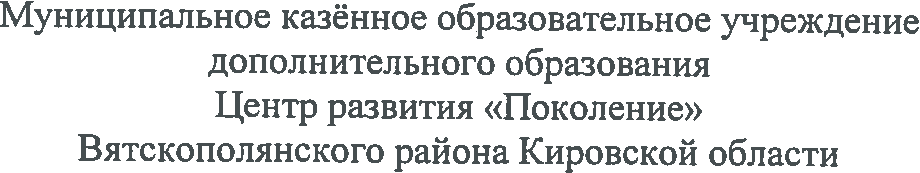 Муниципальное казённое образовательное учреждение
дополнительного образования
Центр развития «Поколение»
Вятскополянского района Кировской области